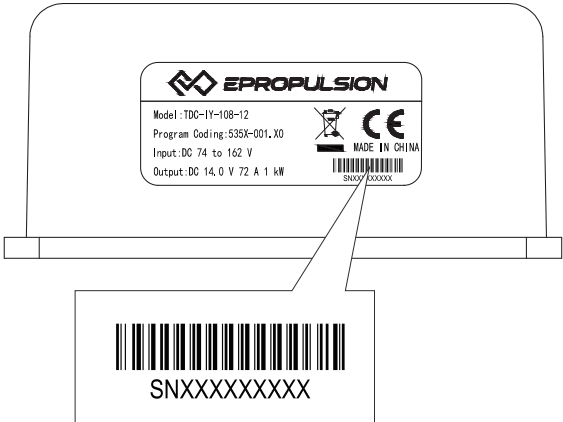 EPROPULSION
Model:TDC-IY-108-12
Program Coding:535X-001.X0
Input:DC 74 to 162 V
Output:DC 14.0 V 72 A 1 kW
CE
MADE IN CHINA
SNXXXXXXXXX